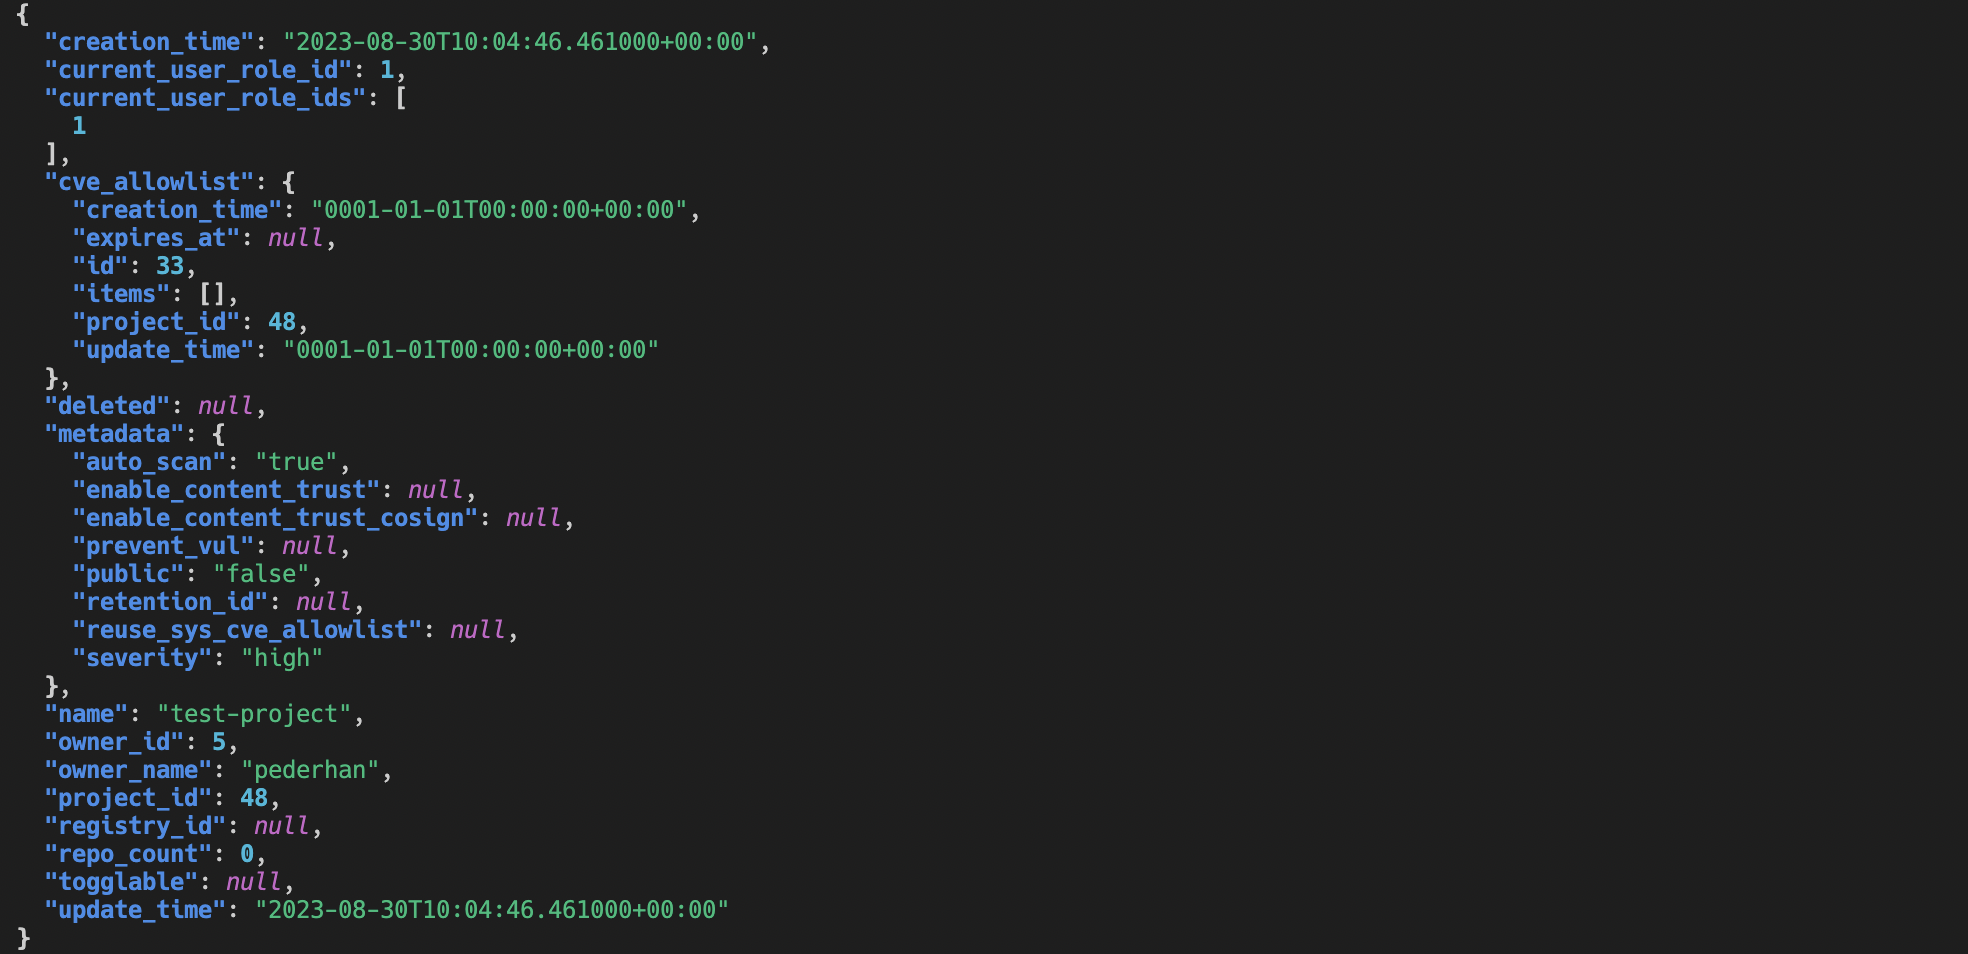 {
  "creation_time": "2023-08-30T10:04:46.461000+00:00",
  "current_user_role_id": 1,
  "current_user_role_ids": [
    1
  ],
  "cve_allowlist": {
    "creation_time": "0001-01-01T00:00:00+00:00",
    "expires_at": null,
    "id": 33,
    "items": [],
    "project_id": 48,
    "update_time": "0001-01-01T00:00:00+00:00"
  },
  "deleted": null,
  "metadata": {
    "auto_scan": "true",
    "enable_content_trust": null,
    "enable_content_trust_cosign": null,
    "prevent_vul": null,
    "public": "false",
    "retention_id": null,
    "reuse_sys_cve_allowlist": null,
    "severity": "high"
  },
  "name": "test-project",
  "owner_id": 5,
  "owner_name": "pederhan",
  "project_id": 48,
  "registry_id": null,
  "repo_count": 0,
  "togglable": null,
  "update_time": "2023-08-30T10:04:46.461000+00:00"
}